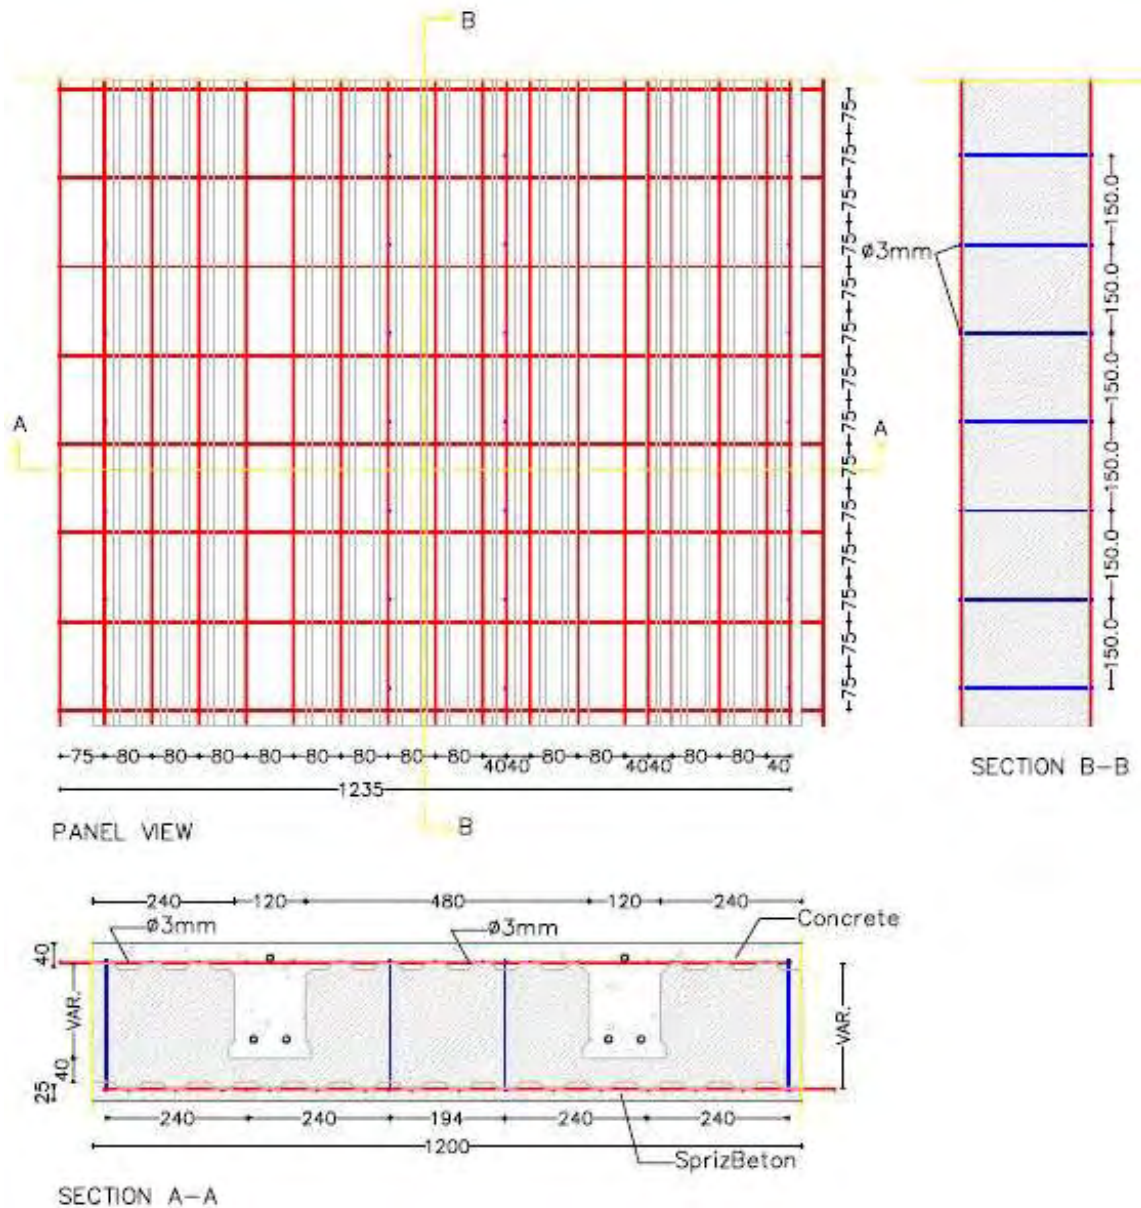 B
A
A
75 75 75 75 75 75 75 75 75 75 75 75 75 75
ø3mm
150.0 150.0 150.0 150.0 150.0 150.0
75 80 80 80 80 80 80 80 80 4040 80 80 4040 80 80 40
1235
B
PANEL VIEW
SECTION B-B
240 120 480 120 240
ø3mm ø3mm Concrete
40
VAR.
40
25
VAR.
240 240 194 240 240
1200
SprizBeton
SECTION A-A